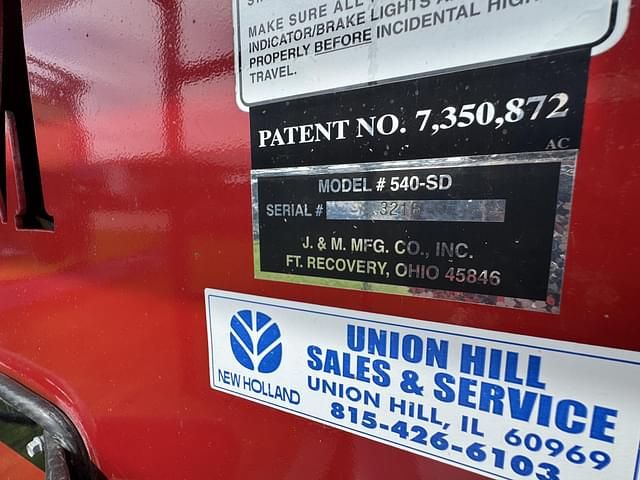 MAKE SURE ALL
INDICATOR/BRAKE LIGHTS
PROPERLY BEFORE INCIDENTAL
TRAVEL.
PATENT NO. 7,350,872
AC
MODEL # 540-SD
SERIAL #
J. & M. MFG. CO., INC.
FT. RECOVERY, OHIO 45846
NEW HOLLAND
UNION HILL
SALES & SERVICE
UNION HILL, IL 60969
815-426-6103